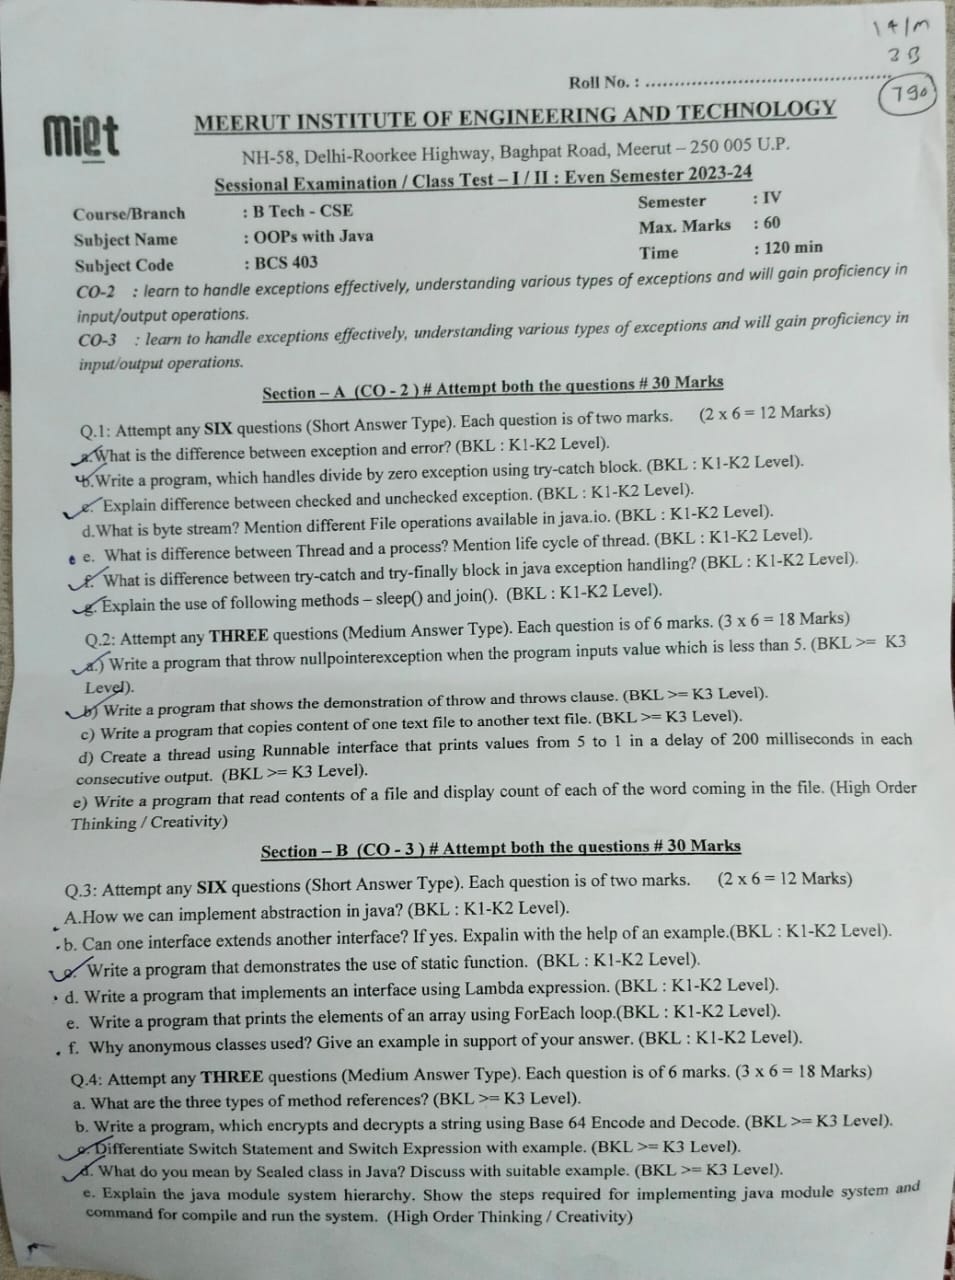 14/m
2B
Roll No. : ..............................................
790
miet
MEERUT INSTITUTE OF ENGINEERING AND TECHNOLOGY
NH-58, Delhi-Roorkee Highway, Baghpat Road, Meerut – 250 005 U.P.
Sessional Examination / Class Test – I / II : Even Semester 2023-24
Course/Branch : B Tech - CSE Semester : IV
Subject Name : OOPs with Java Max. Marks : 60
Subject Code : BCS 403 Time : 120 min
CO-2 : learn to handle exceptions effectively, understanding various types of exceptions and will gain proficiency in
input/output operations.
CO-3 : learn to handle exceptions effectively, understanding various types of exceptions and will gain proficiency in
input/output operations.
Section – A (CO - 2 ) # Attempt both the questions # 30 Marks
Q.1: Attempt any SIX questions (Short Answer Type). Each question is of two marks. (2 x 6 = 12 Marks)
a. What is the difference between exception and error? (BKL : K1-K2 Level).
b. Write a program, which handles divide by zero exception using try-catch block. (BKL : K1-K2 Level).
c. Explain difference between checked and unchecked exception. (BKL : K1-K2 Level).
d. What is byte stream? Mention different File operations available in java.io. (BKL : K1-K2 Level).
e. What is difference between Thread and a process? Mention life cycle of thread. (BKL : K1-K2 Level).
f. What is difference between try-catch and try-finally block in java exception handling? (BKL : K1-K2 Level).
g. Explain the use of following methods – sleep() and join(). (BKL : K1-K2 Level).
Q.2: Attempt any THREE questions (Medium Answer Type). Each question is of 6 marks. (3 x 6 = 18 Marks)
a.) Write a program that throw nullpointerexception when the program inputs value which is less than 5. (BKL >= K3
Level).
b) Write a program that shows the demonstration of throw and throws clause. (BKL >= K3 Level).
c) Write a program that copies content of one text file to another text file. (BKL >= K3 Level).
d) Create a thread using Runnable interface that prints values from 5 to 1 in a delay of 200 milliseconds in each
consecutive output. (BKL >= K3 Level).
e) Write a program that read contents of a file and display count of each of the word coming in the file. (High Order
Thinking / Creativity)
Section – B (CO - 3 ) # Attempt both the questions # 30 Marks
Q.3: Attempt any SIX questions (Short Answer Type). Each question is of two marks. (2 x 6 = 12 Marks)
A. How we can implement abstraction in java? (BKL : K1-K2 Level).
b. Can one interface extends another interface? If yes. Expalin with the help of an example.(BKL : K1-K2 Level).
c. Write a program that demonstrates the use of static function. (BKL : K1-K2 Level).
d. Write a program that implements an interface using Lambda expression. (BKL : K1-K2 Level).
e. Write a program that prints the elements of an array using ForEach loop.(BKL : K1-K2 Level).
f. Why anonymous classes used? Give an example in support of your answer. (BKL : K1-K2 Level).
Q.4: Attempt any THREE questions (Medium Answer Type). Each question is of 6 marks. (3 x 6 = 18 Marks)
a. What are the three types of method references? (BKL >= K3 Level).
b. Write a program, which encrypts and decrypts a string using Base 64 Encode and Decode. (BKL >= K3 Level).
c. Differentiate Switch Statement and Switch Expression with example. (BKL >= K3 Level).
d. What do you mean by Sealed class in Java? Discuss with suitable example. (BKL >= K3 Level).
e. Explain the java module system hierarchy. Show the steps required for implementing java module system and
command for compile and run the system. (High Order Thinking / Creativity)